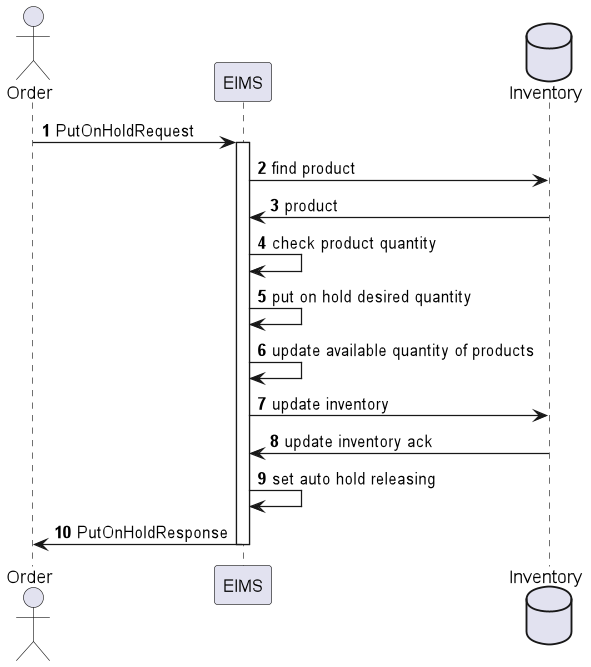 Order
EIMS
Inventory
1 PutOnHoldRequest
2 find product
3 product
4 check product quantity
5 put on hold desired quantity
6 update available quantity of products
7 update inventory
8 update inventory ack
9 set auto hold releasing
10 PutOnHoldResponse
Order
EIMS
Inventory